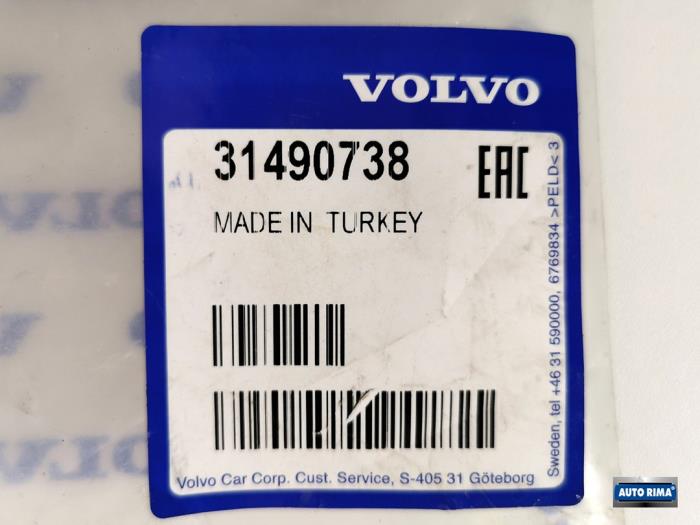 VOLVO
31490738
EAC
MADE IN TURKEY
Volvo Car Corp. Cust. Service, S-405 31 Göteborg
Sweden, tel +46 31 590000, 6769834 >PELD< 3
AUTO RIMA